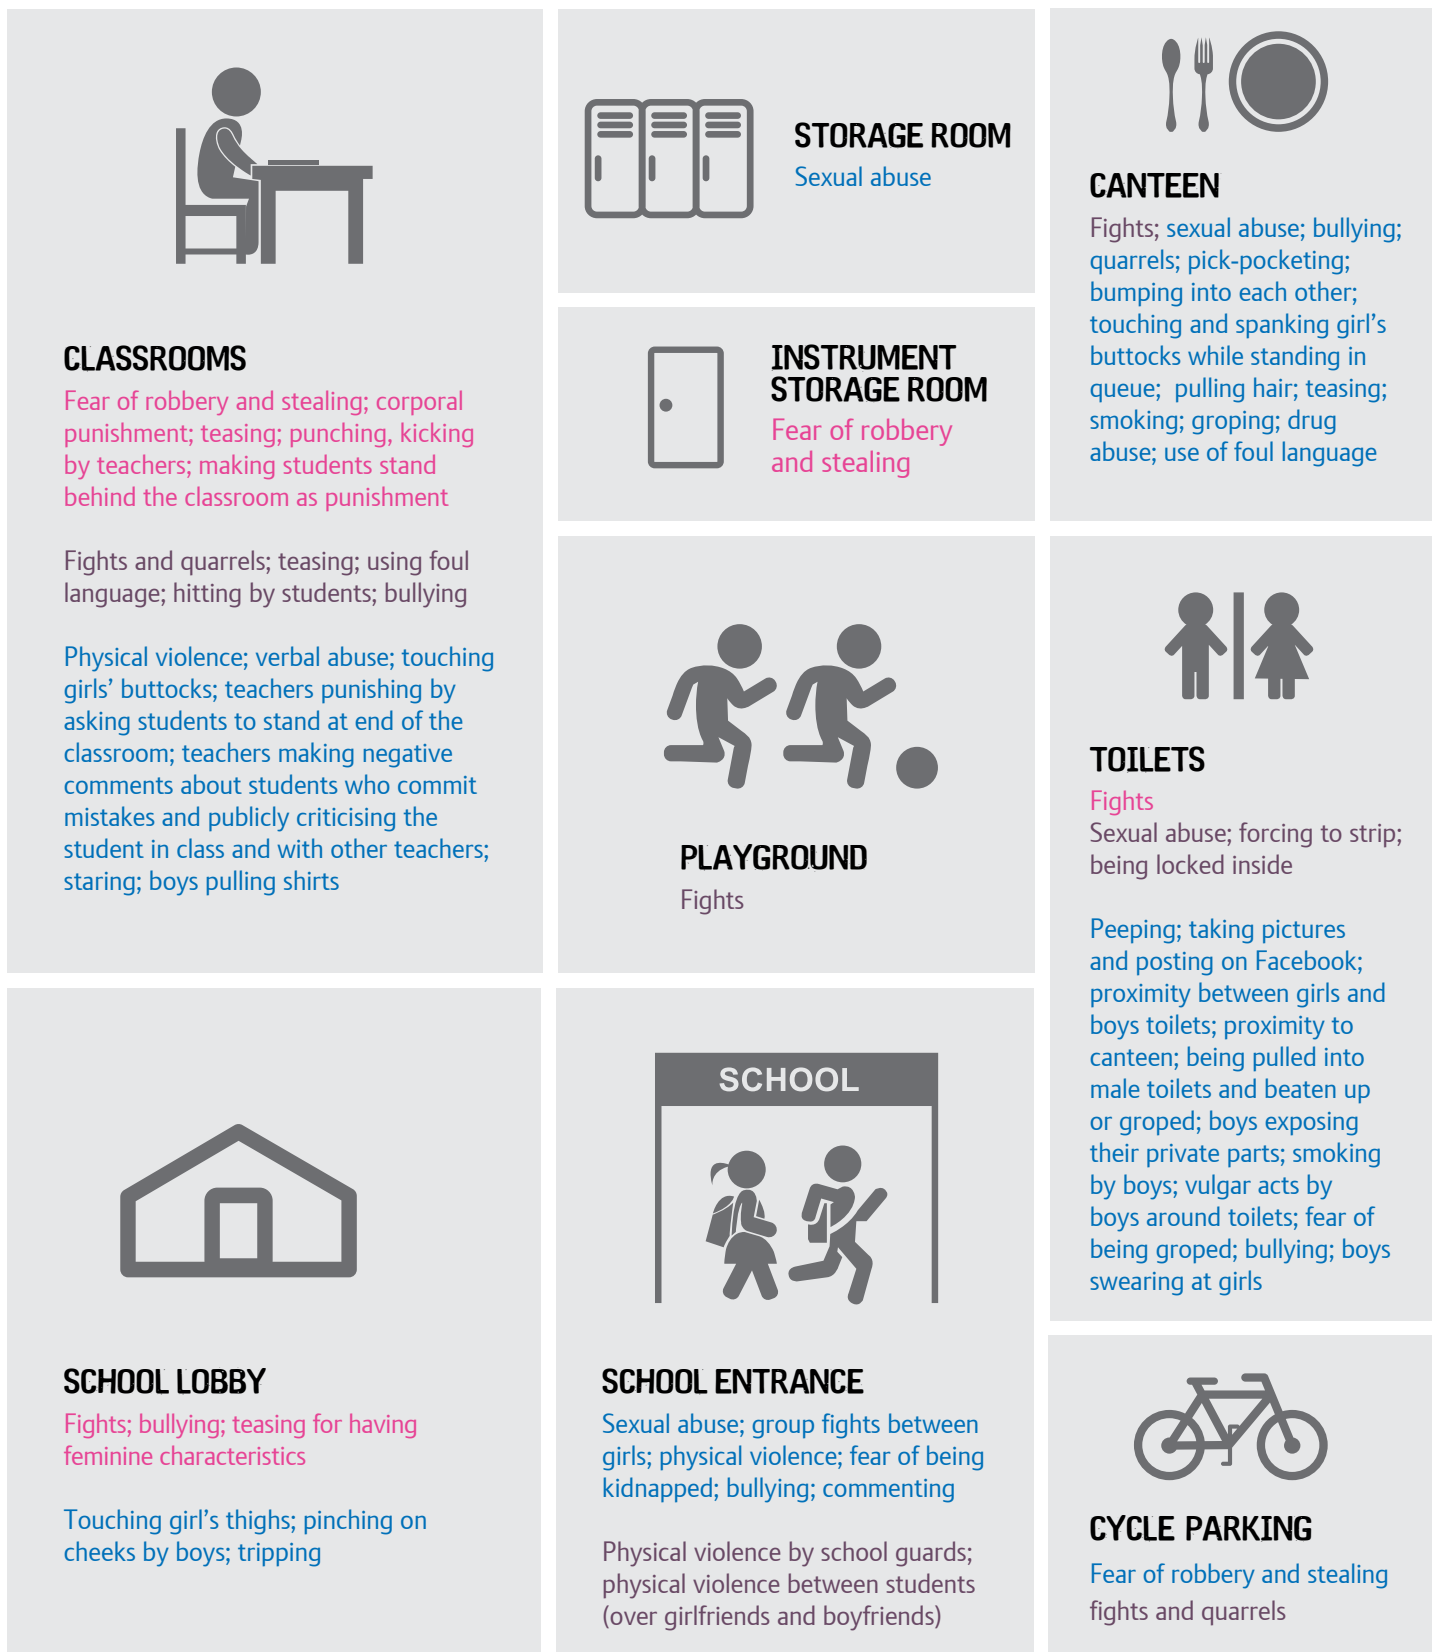 CLASSROOMS
Fear of robbery and stealing; corporal
punishment; teasing; punching, kicking
by teachers; making students stand
behind the classroom as punishment
Fights and quarrels; teasing; using foul
language; hitting by students; bullying
Physical violence; verbal abuse; touching
girls’ buttocks; teachers punishing by
asking students to stand at end of the
classroom; teachers making negative
comments about students who commit
mistakes and publicly criticising the
student in class and with other teachers;
staring; boys pulling shirts
STORAGE ROOM
Sexual abuse
INSTRUMENT
STORAGE ROOM
Fear of robbery
and stealing
PLAYGROUND
Fights
CANTEEN
Fights; sexual abuse; bullying;
quarrels; pick-pocketing;
bumping into each other;
touching and spanking girl’s
buttocks while standing in
queue; pulling hair; teasing;
smoking; groping; drug
abuse; use of foul language
TOILETS
Fights
Sexual abuse; forcing to strip;
being locked inside
Peeping; taking pictures
and posting on Facebook;
proximity between girls and
boys toilets; proximity to
canteen; being pulled into
male toilets and beaten up
or groped; boys exposing
their private parts; smoking
by boys; vulgar acts by
boys around toilets; fear of
being groped; bullying; boys
swearing at girls
SCHOOL LOBBY
Fights; bullying; teasing for having
feminine characteristics
Touching girl’s thighs; pinching on
cheeks by boys; tripping
SCHOOL
SCHOOL ENTRANCE
Sexual abuse; group fights between
girls; physical violence; fear of being
kidnapped; bullying; commenting
Physical violence by school guards;
physical violence between students
(over girlfriends and boyfriends)
CYCLE PARKING
Fear of robbery and stealing
fights and quarrels